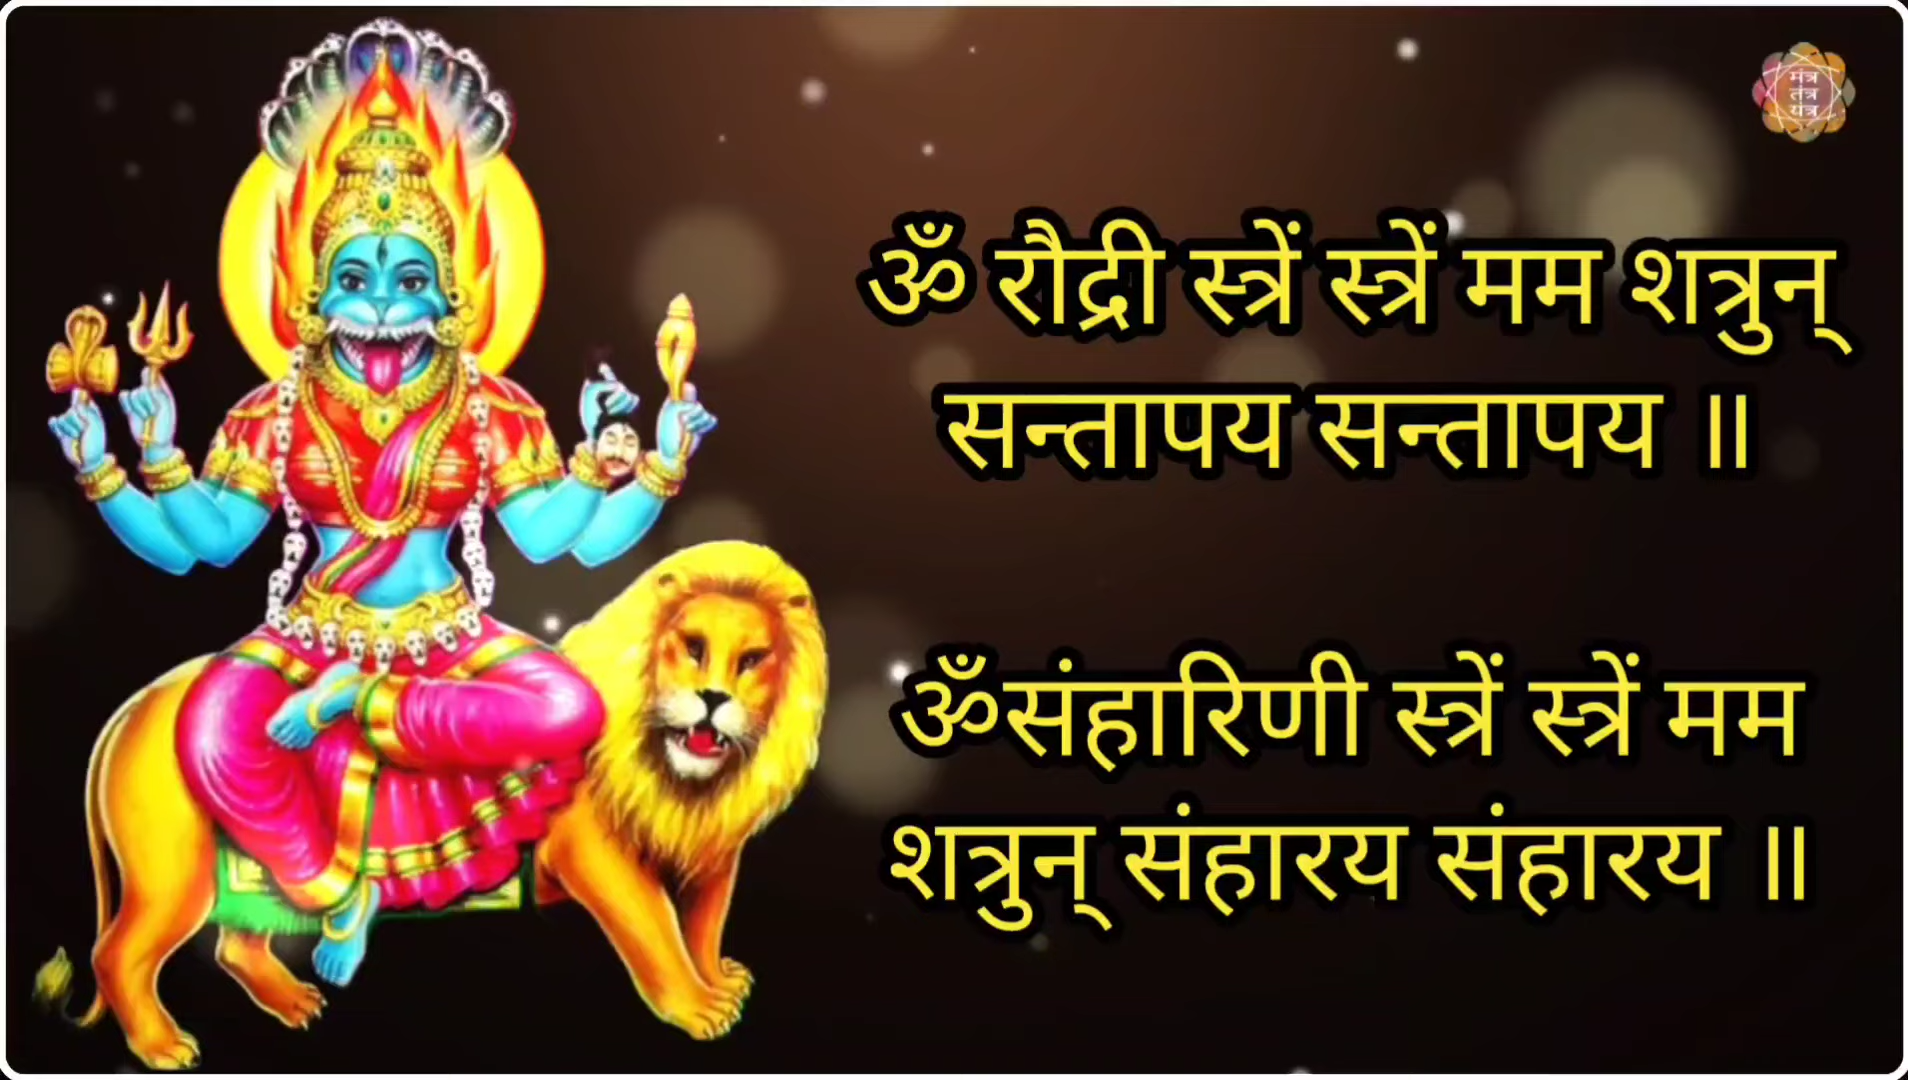 मंत्र
तंत्र
यंत्र
ॐ रौद्री स्त्रें स्त्रें मम शत्रुन्
सन्तापय सन्तापय ॥
ॐसंहारिणी स्त्रें स्त्रें मम
शत्रुन् संहारय संहारय ॥